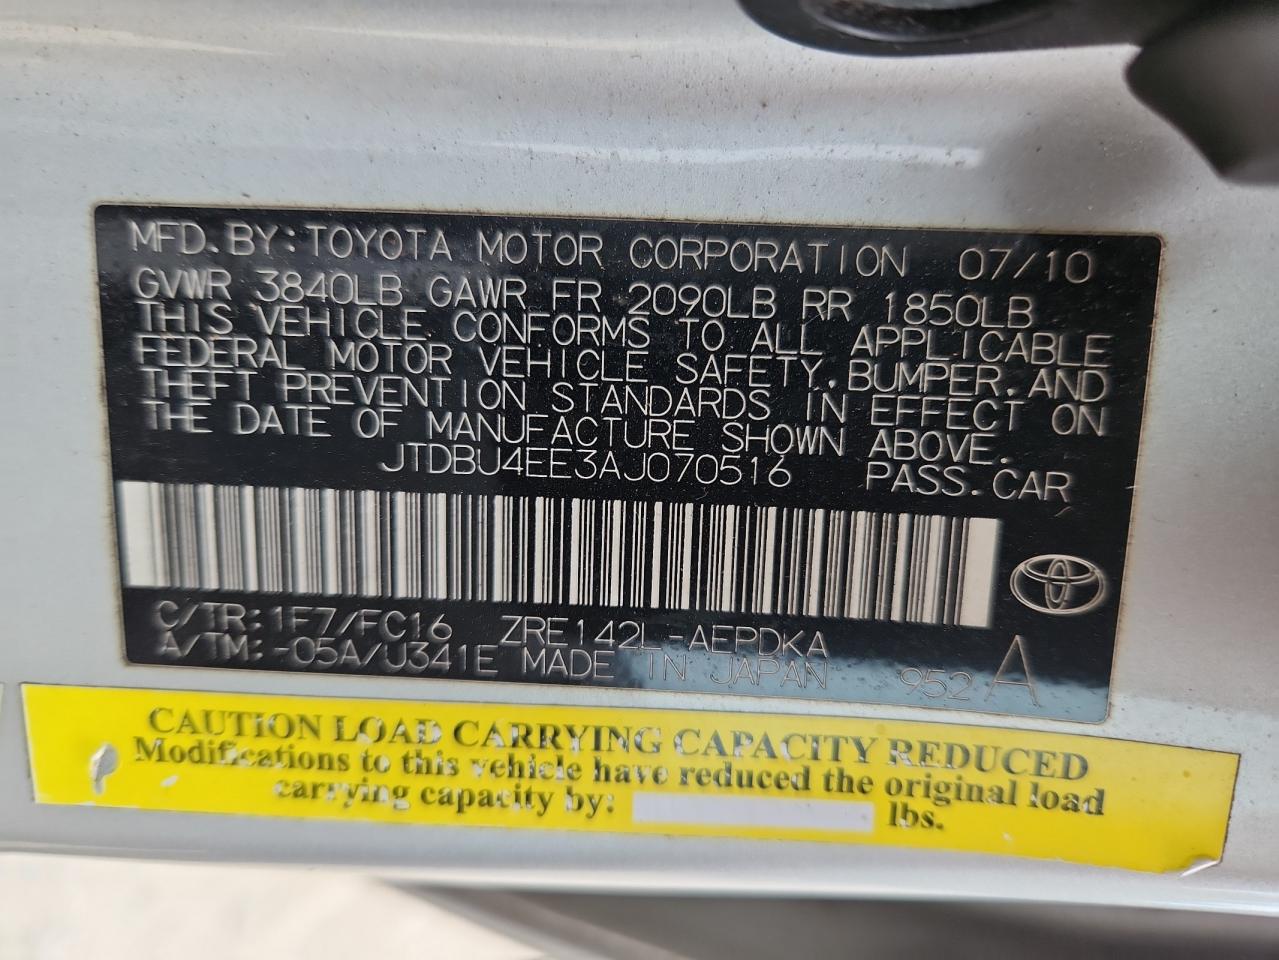 MFD.BY:TOYOTA MOTOR CORPORATION 07/10
GVWR 3840LB GAWR FR 2090LB RR 1850LB
THIS VEHICLE CONFORMS TO ALL APPLICABLE
FEDERAL MOTOR VEHICLE SAFETY,BUMPER,AND
THEFT PREVENTION STANDARDS IN EFFECT ON
THE DATE OF MANUFACTURE SHOWN ABOVE.
JTDBU4EE3AJ070516 PASS.CAR
C/TR:1F7/FC16 ZRE142L-AEPDKA
A/TM:-05A/U341E MADE IN JAPAN 952 A
CAUTION LOAD CARRYING CAPACITY REDUCED
Modifications to this vehicle have reduced the original load
carrying capacity by: lbs.